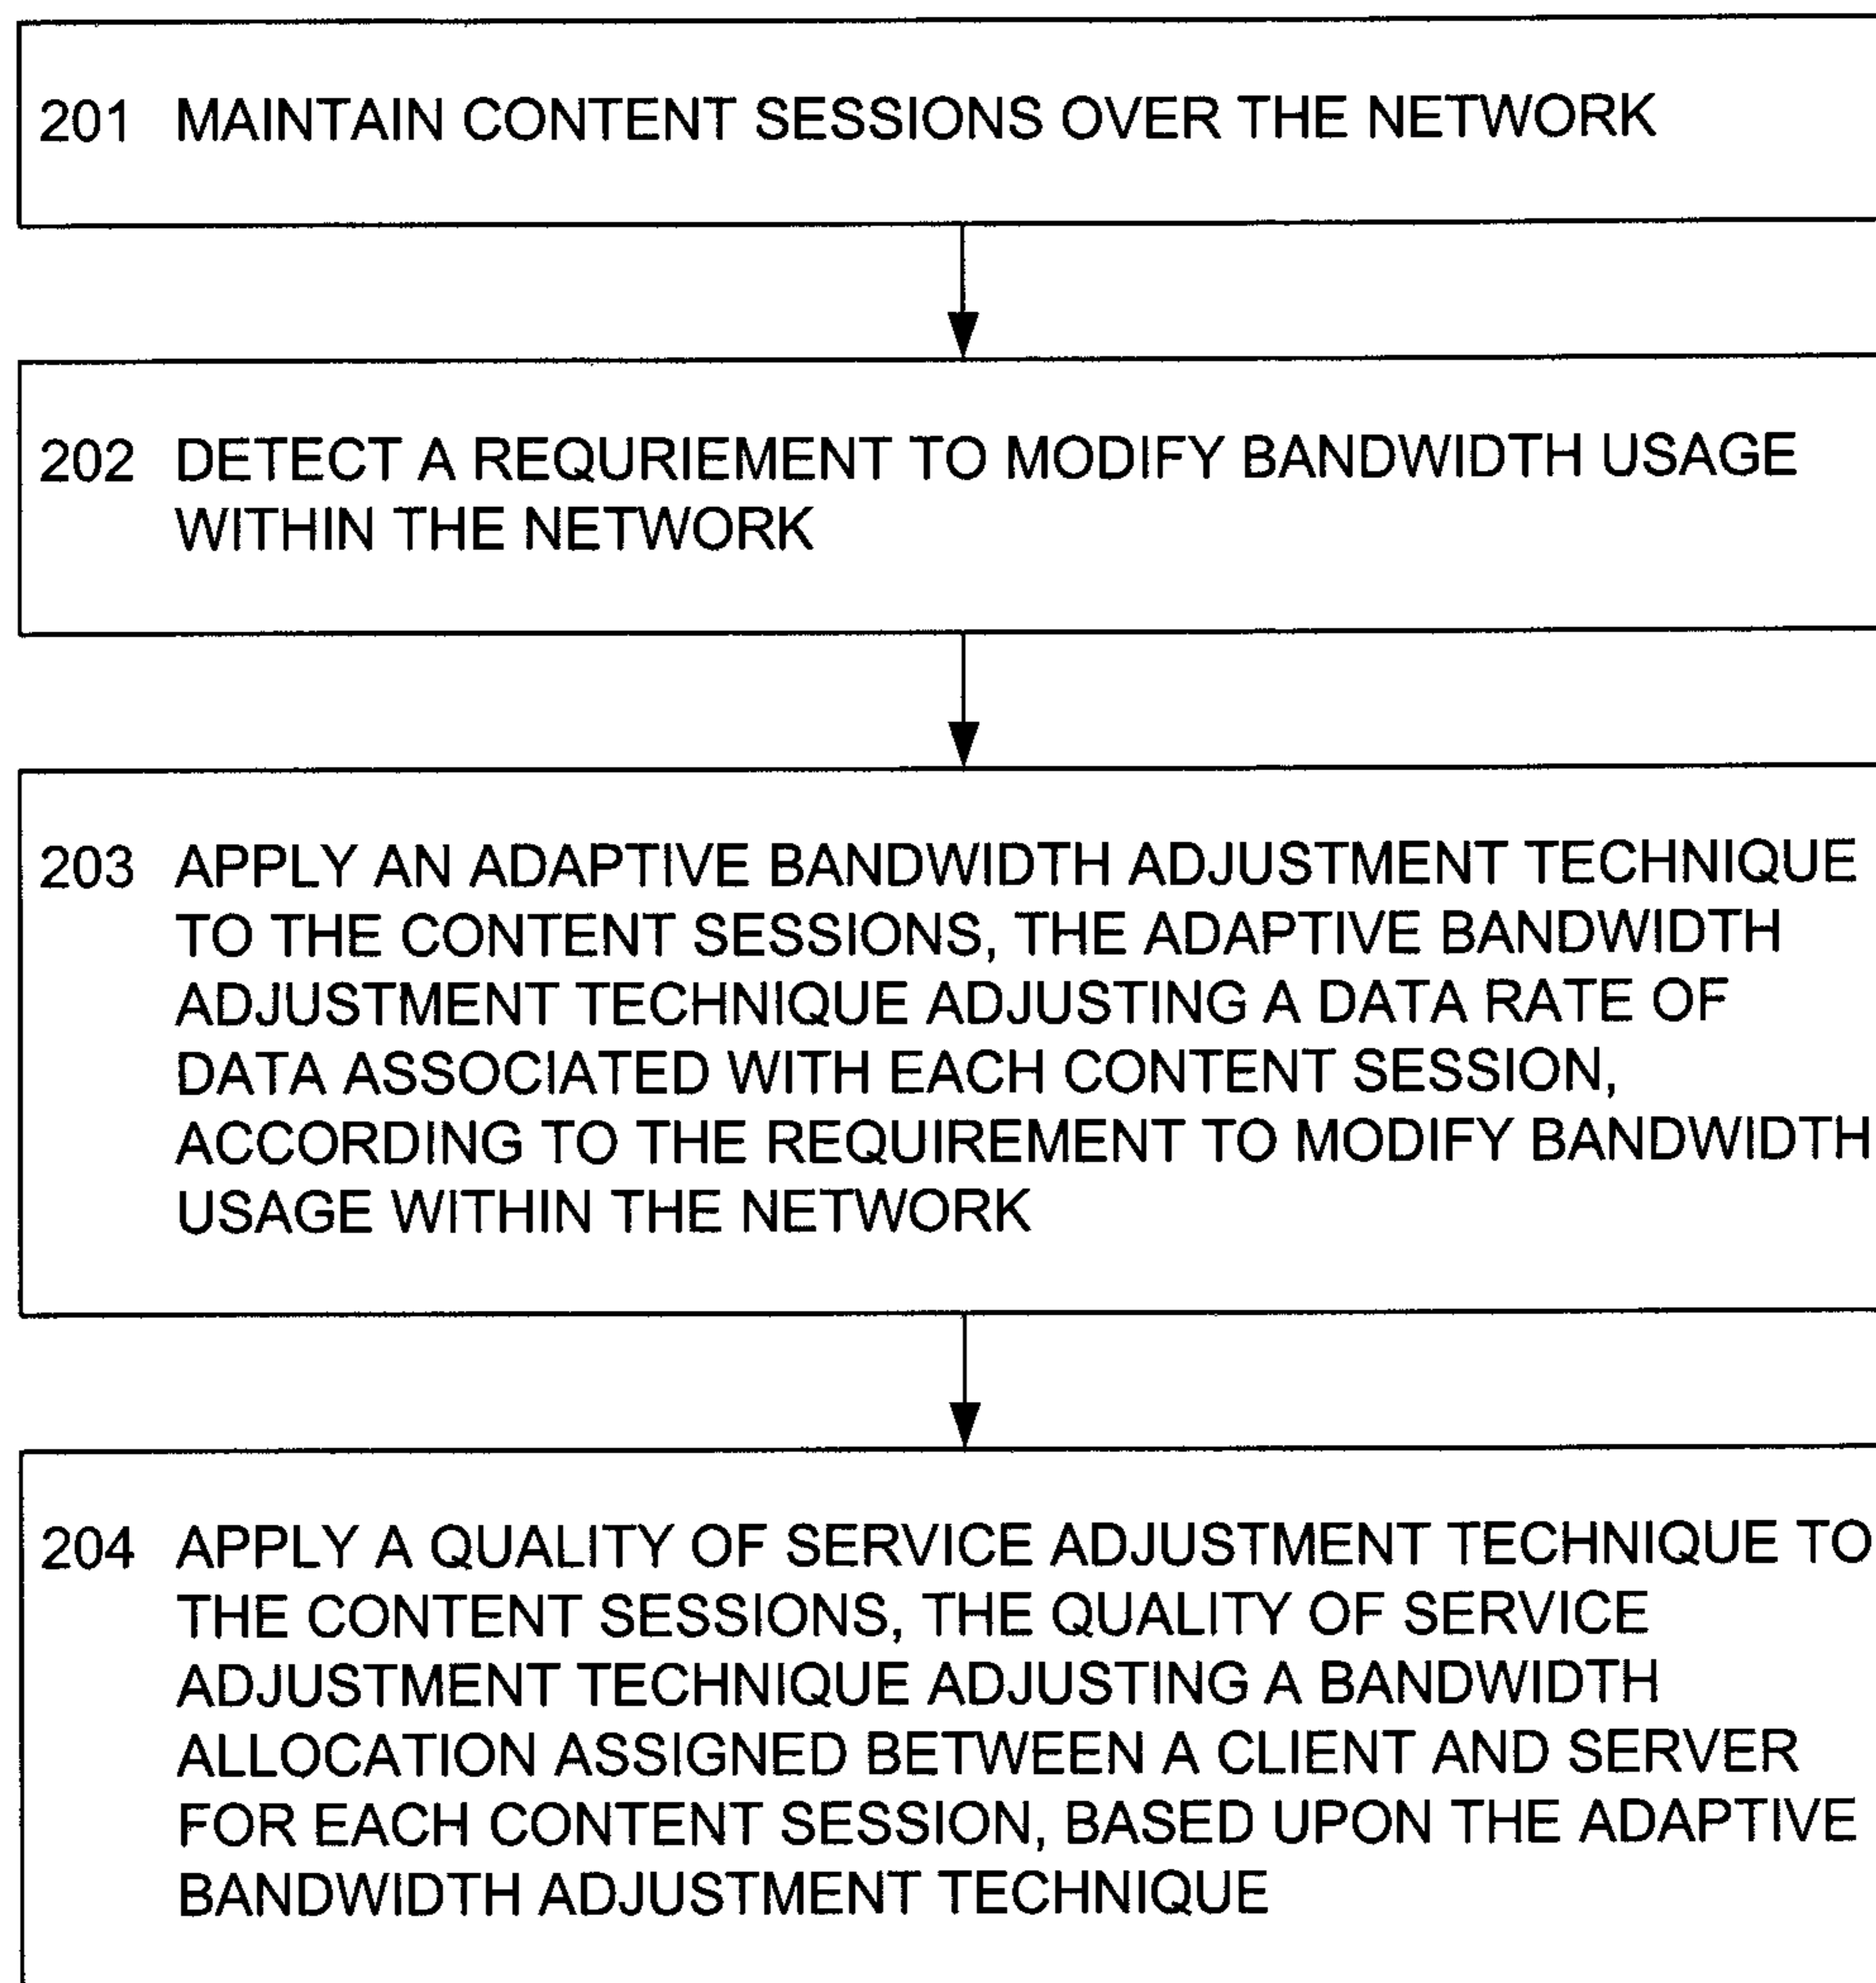 201 MAINTAIN CONTENT SESSIONS OVER THE NETWORK
202 DETECT A REQURIEMENT TO MODIFY BANDWIDTH USAGE
WITHIN THE NETWORK
203 APPLY AN ADAPTIVE BANDWIDTH ADJUSTMENT TECHNIQUE
TO THE CONTENT SESSIONS, THE ADAPTIVE BANDWIDTH
ADJUSTMENT TECHNIQUE ADJUSTING A DATA RATE OF
DATA ASSOCIATED WITH EACH CONTENT SESSION,
ACCORDING TO THE REQUIREMENT TO MODIFY BANDWIDTH
USAGE WITHIN THE NETWORK
204 APPLY A QUALITY OF SERVICE ADJUSTMENT TECHNIQUE TO
THE CONTENT SESSIONS, THE QUALITY OF SERVICE
ADJUSTMENT TECHNIQUE ADJUSTING A BANDWIDTH
ALLOCATION ASSIGNED BETWEEN A CLIENT AND SERVER
FOR EACH CONTENT SESSION, BASED UPON THE ADAPTIVE
BANDWIDTH ADJUSTMENT TECHNIQUE